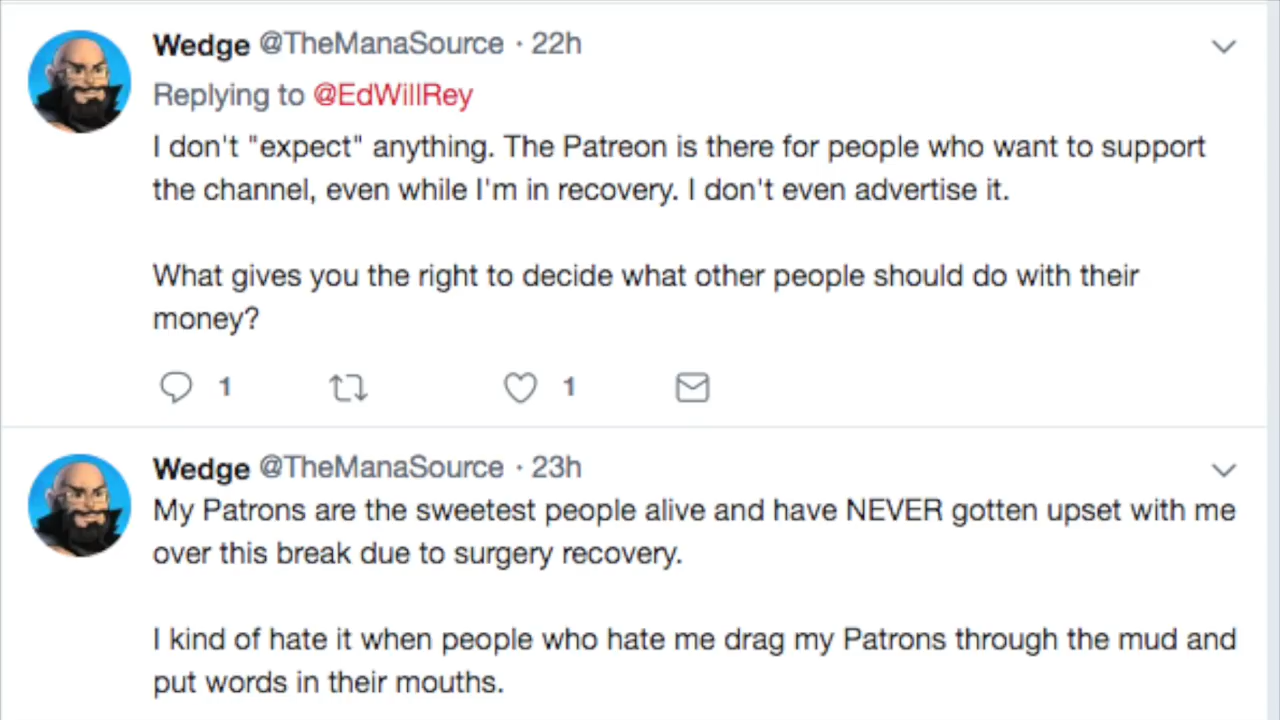 Wedge @TheManaSource · 22h
Replying to @EdWillRey
I don't "expect" anything. The Patreon is there for people who want to support
the channel, even while I'm in recovery. I don't even advertise it.
What gives you the right to decide what other people should do with their
money?
1 1
Wedge @TheManaSource · 23h
My Patrons are the sweetest people alive and have NEVER gotten upset with me
over this break due to surgery recovery.
I kind of hate it when people who hate me drag my Patrons through the mud and
put words in their mouths.